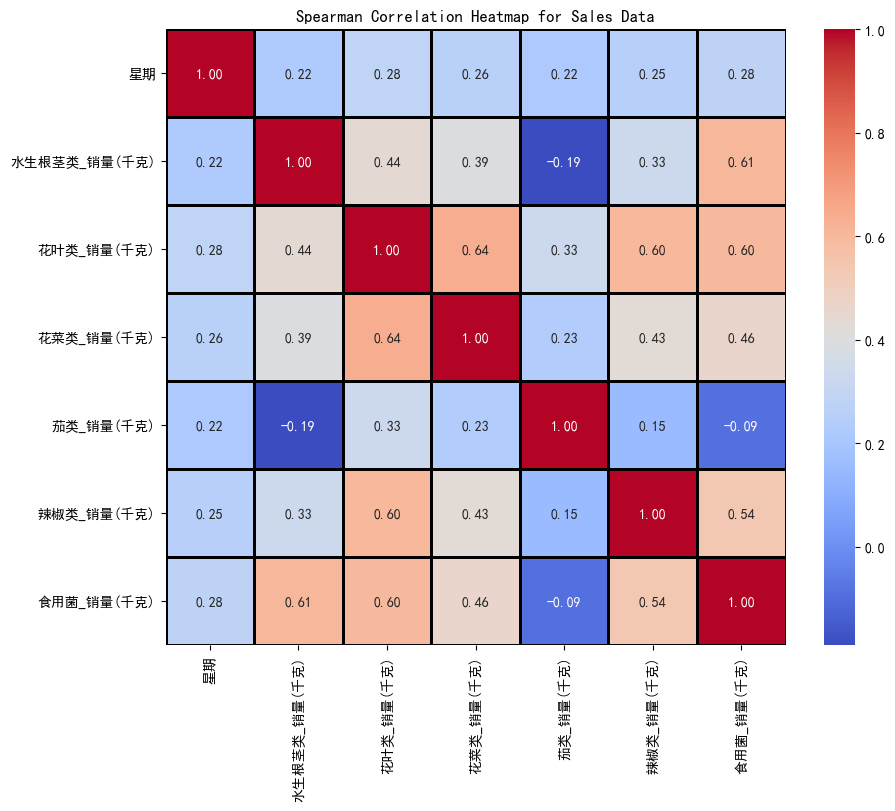 Spearman Correlation Heatmap for Sales Data
星期 1.00 0.22 0.28 0.26 0.22 0.25 0.28
水生根茎类_销量(千克) 0.22 1.00 0.44 0.39 -0.19 0.33 0.61
花叶类_销量(千克) 0.28 0.44 1.00 0.64 0.33 0.60 0.60
花菜类_销量(千克) 0.26 0.39 0.64 1.00 0.23 0.43 0.46
茄类_销量(千克) 0.22 -0.19 0.33 0.23 1.00 0.15 -0.09
辣椒类_销量(千克) 0.25 0.33 0.60 0.43 0.15 1.00 0.54
食用菌_销量(千克) 0.28 0.61 0.60 0.46 -0.09 0.54 1.00
星期
水生根茎类_销量(千克)
花叶类_销量(千克)
花菜类_销量(千克)
茄类_销量(千克)
辣椒类_销量(千克)
食用菌_销量(千克)
1.0
0.8
0.6
0.4
0.2
0.0